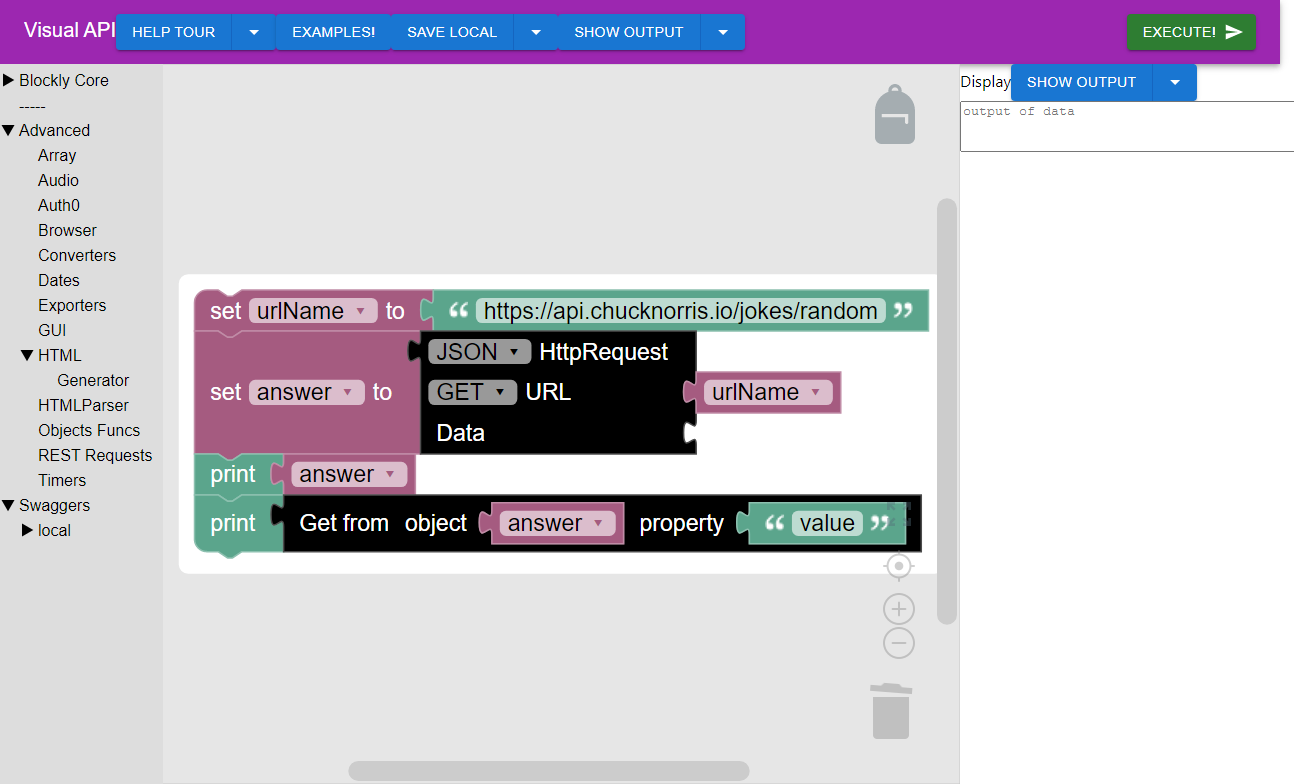 Visual API HELP TOUR EXAMPLES! SAVE LOCAL SHOW OUTPUT EXECUTE!
Blockly Core
-----
Advanced
Array
Audio
Auth0
Browser
Converters
Dates
Exporters
GUI
HTML
Generator
HTMLParser
Objects Funcs
REST Requests
Timers
Swaggers
local
set urlName to “ https://api.chucknorris.io/jokes/random ”
JSON HttpRequest
set answer to GET URL urlName
Data
print answer
print Get from object answer property “ value ”
Display SHOW OUTPUT
output of data